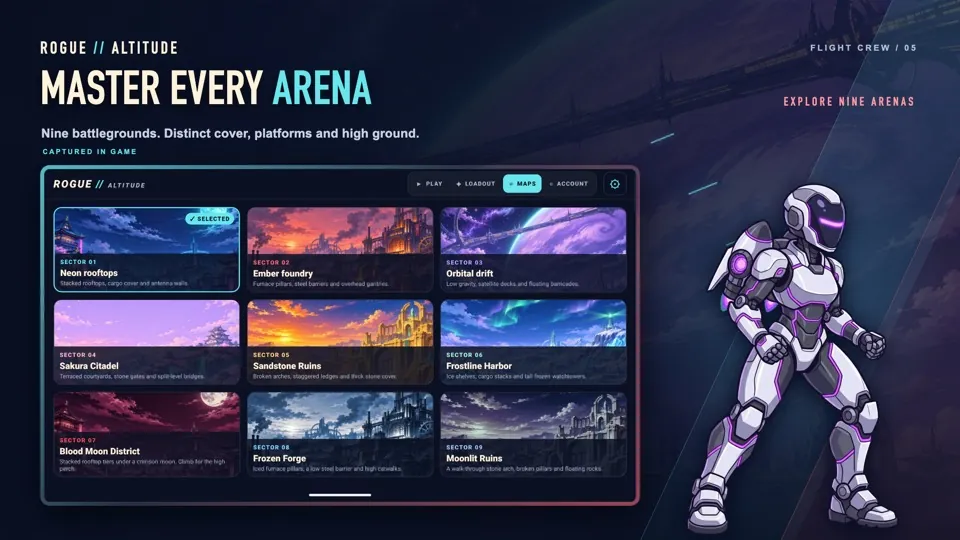 ROGUE // ALTITUDE
FLIGHT CREW / 05
MASTER EVERY ARENA
EXPLORE NINE ARENAS
Nine battlegrounds. Distinct cover, platforms and high ground.
CAPTURED IN GAME
ROGUE // ALTITUDE
PLAY
LOADOUT
MAPS
ACCOUNT
✓ SELECTED
SECTOR 01
Neon rooftops
Stacked rooftops, cargo cover and antenna walls.
SECTOR 02
Ember foundry
Furnace pillars, steel barriers and overhead gantries.
SECTOR 03
Orbital drift
Low gravity, satellite decks and floating barricades.
SECTOR 04
Sakura Citadel
Terraced courtyards, stone gates and split-level bridges.
SECTOR 05
Sandstone Ruins
Broken arches, staggered ledges and thick stone cover.
SECTOR 06
Frostline Harbor
Ice shelves, cargo stacks and tall frozen watchtowers.
SECTOR 07
Blood Moon District
Stacked rooftop tiers under a crimson moon. Climb for the high
perch.
SECTOR 08
Frozen Forge
Iced furnace pillars, a low steel barrier and high catwalks.
SECTOR 09
Moonlit Ruins
A walk-through stone arch, broken pillars and floating rocks.